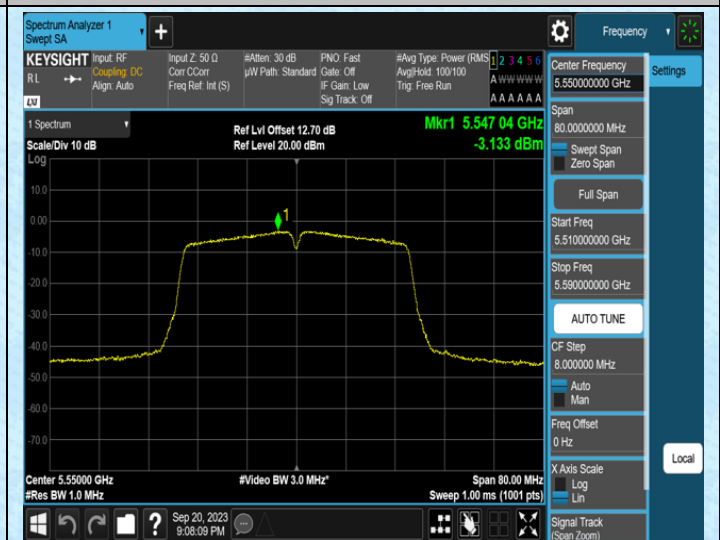 Spectrum Analyzer 1
Swept SA
+
Frequency
KEYSIGHT
RL
LXI
Input: RF
Coupling: DC
Align: Auto
Input Z: 50 Ω
Corr CCorr
Freq Ref: Int (S)
#Atten: 30 dB
µW Path: Standard
PNO: Fast
Gate: Off
IF Gain: Low
Sig Track: Off
#Avg Type: Power (RMS
Avg|Hold: 100/100
Trig: Free Run
1 2 3 4 5 6
A W W W W W
A A A A A A
1 Spectrum
Scale/Div 10 dB
Log
Ref Lvl Offset 12.70 dB
Ref Level 20.00 dBm
Mkr1 5.547 04 GHz
-3.133 dBm
10.0
0.00
-10.0
-20.0
-30.0
-40.0
-50.0
-60.0
-70.0
1
Center 5.55000 GHz
#Res BW 1.0 MHz
#Video BW 3.0 MHz*
Span 80.00 MHz
Sweep 1.00 ms (1001 pts)
?
Sep 20, 2023
9:08:09 PM
Center Frequency
5.550000000 GHz
Span
80.0000000 MHz
Swept Span
Zero Span
Full Span
Start Freq
5.510000000 GHz
Stop Freq
5.590000000 GHz
AUTO TUNE
CF Step
8.000000 MHz
Auto
Man
Freq Offset
0 Hz
X Axis Scale
Log
Lin
Signal Track
(Span Zoom)
Settings
Local